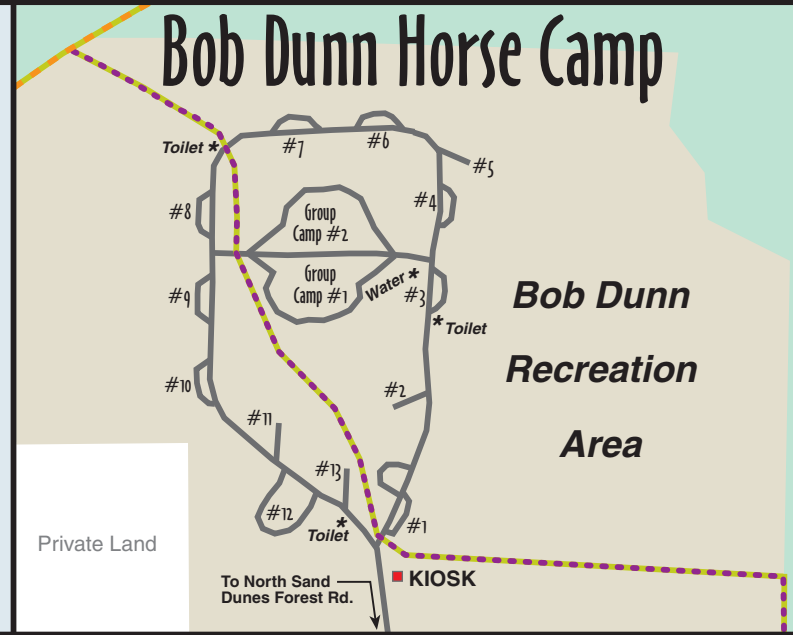 Bob Dunn Horse Camp
Toilet *
#7
#6
#5
#8
#4
Group
Camp #2
Group
Camp #1
Water *
#9
#3
* Toilet
Bob Dunn
Recreation
Area
#10
#2
#11
#13
#12
*
Toilet
#1
Private Land
KIOSK
To North Sand
Dunes Forest Rd.